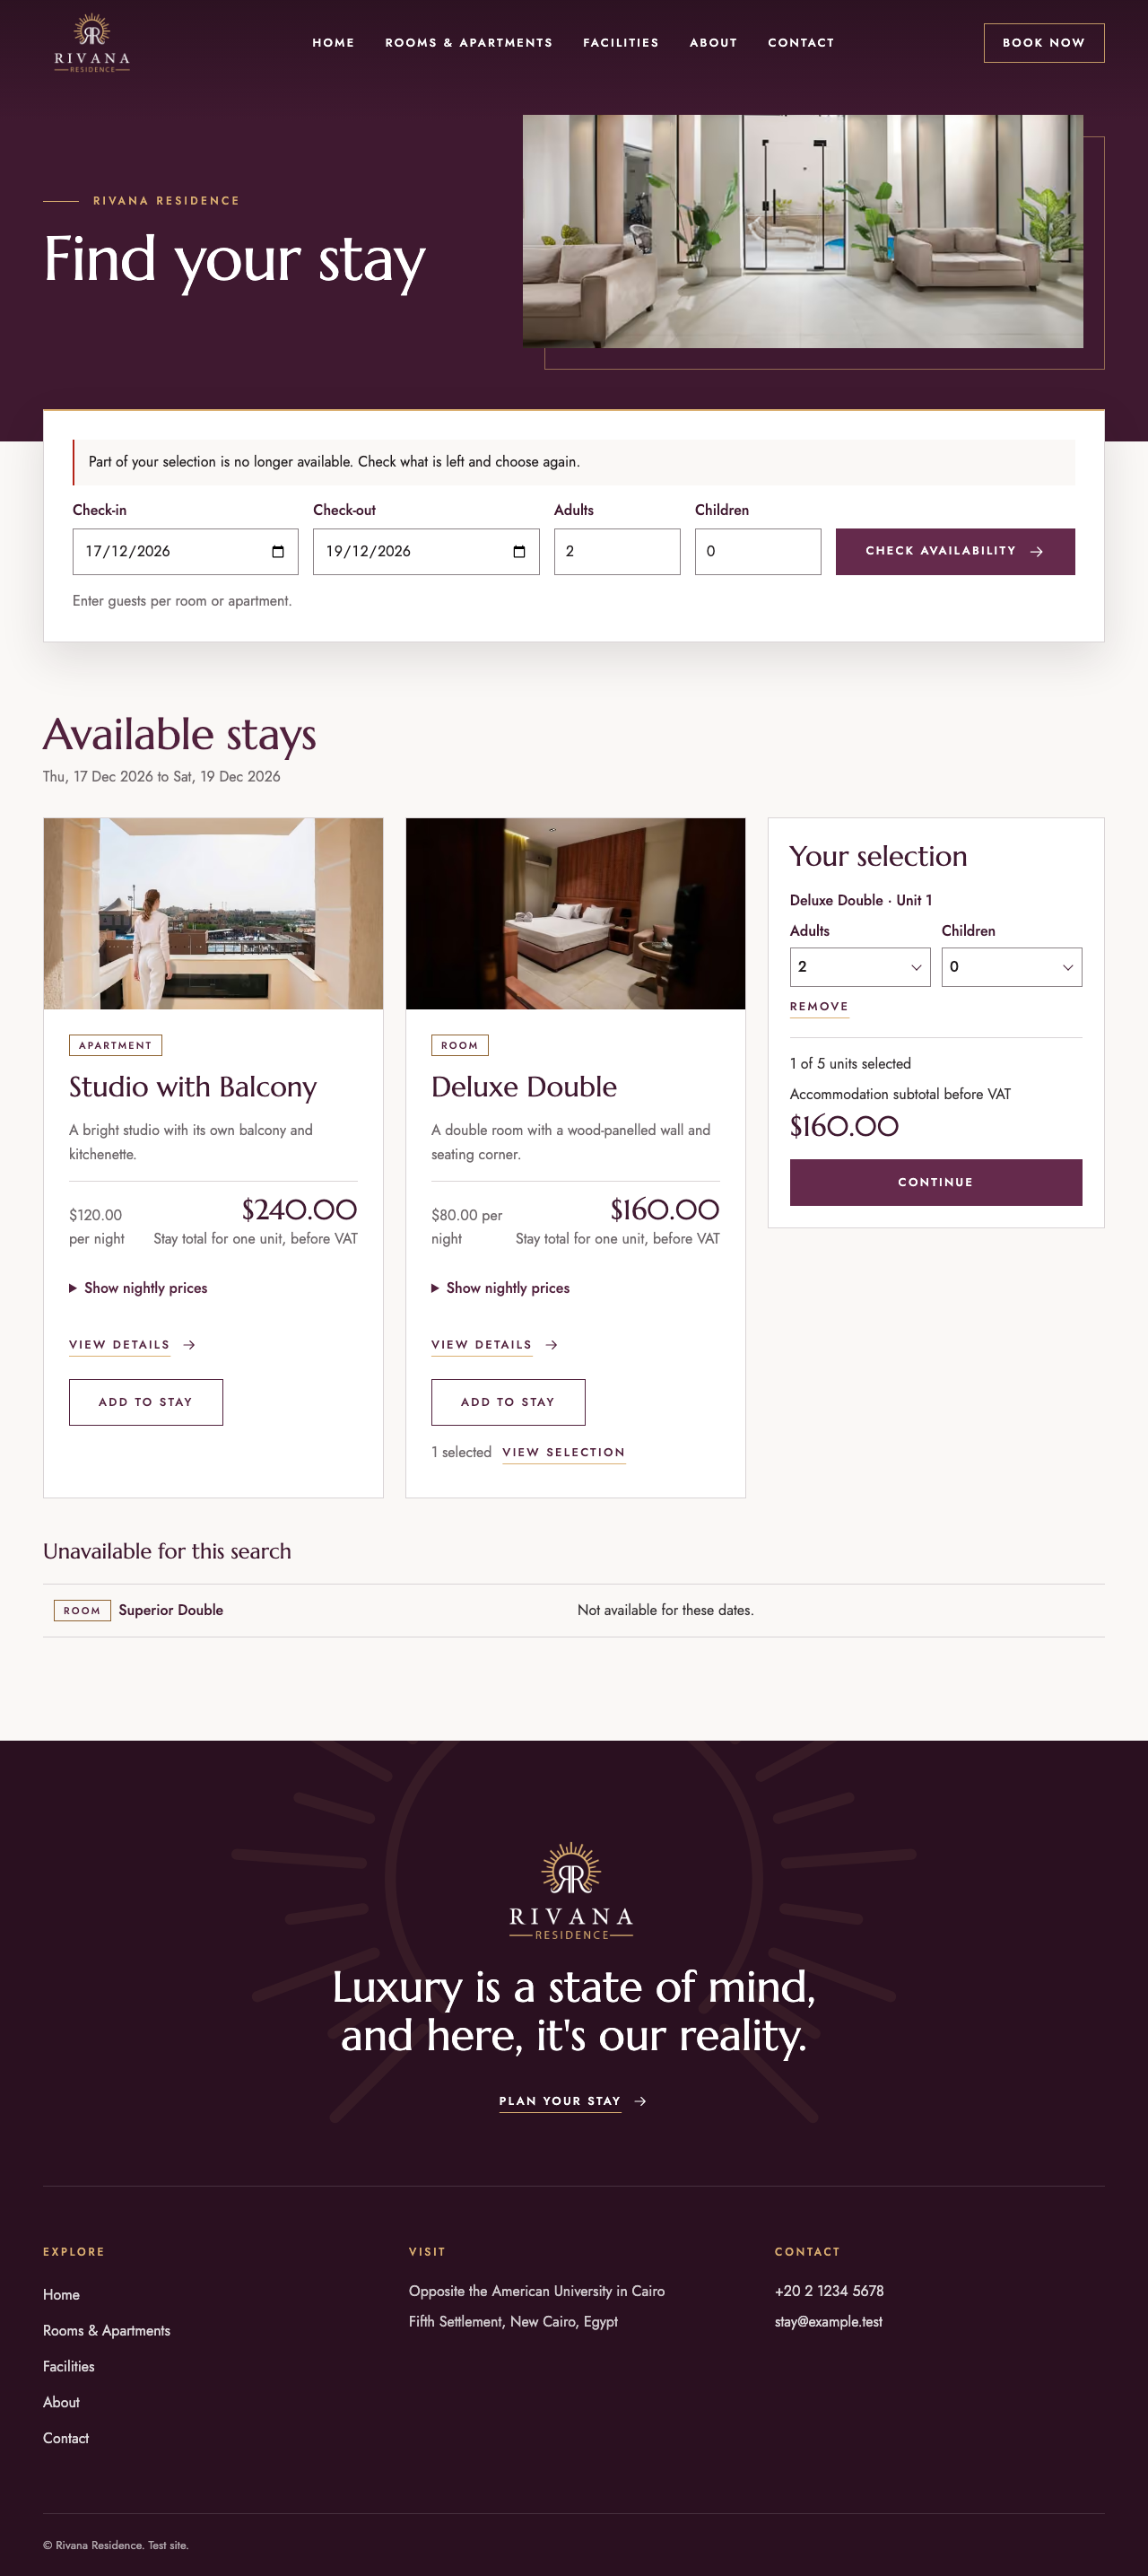 RIVANA
RESIDENCE
HOME
ROOMS & APARTMENTS
FACILITIES
ABOUT
CONTACT
BOOK NOW
RIVANA RESIDENCE
Find your stay
Part of your selection is no longer available. Check what is left and choose again.
Check-in
Check-out
Adults
Children
17/12/2026
19/12/2026
2
0
CHECK AVAILABILITY
Enter guests per room or apartment.
Available stays
Thu, 17 Dec 2026 to Sat, 19 Dec 2026
APARTMENT
Studio with Balcony
A bright studio with its own balcony and
kitchenette.
$120.00
per night
$240.00
Stay total for one unit, before VAT
Show nightly prices
VIEW DETAILS
ADD TO STAY
ROOM
Deluxe Double
A double room with a wood-panelled wall and
seating corner.
$80.00 per
night
$160.00
Stay total for one unit, before VAT
Show nightly prices
VIEW DETAILS
ADD TO STAY
1 selected
VIEW SELECTION
Your selection
Deluxe Double · Unit 1
Adults
Children
2
0
REMOVE
1 of 5 units selected
Accommodation subtotal before VAT
$160.00
CONTINUE
Unavailable for this search
ROOM
Superior Double
Not available for these dates.
RIVANA
RESIDENCE
Luxury is a state of mind,
and here, it's our reality.
PLAN YOUR STAY
EXPLORE
Home
Rooms & Apartments
Facilities
About
Contact
VISIT
Opposite the American University in Cairo
Fifth Settlement, New Cairo, Egypt
CONTACT
+20 2 1234 5678
stay@example.test
© Rivana Residence. Test site.